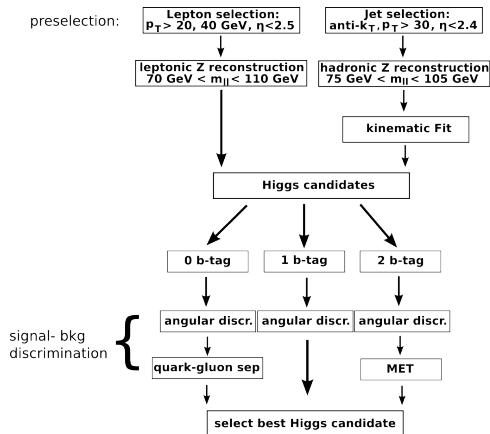 preselection:
Lepton selection:
pT > 20, 40 GeV, η<2.5
Jet selection:
anti-kT, pT > 30, η<2.4
leptonic Z reconstruction
70 GeV < mll < 110 GeV
hadronic Z reconstruction
75 GeV < mll < 105 GeV
kinematic Fit
Higgs candidates
0 b-tag
1 b-tag
2 b-tag
signal- bkg
discrimination
angular discr.
angular discr.
angular discr.
quark-gluon sep
MET
select best Higgs candidate